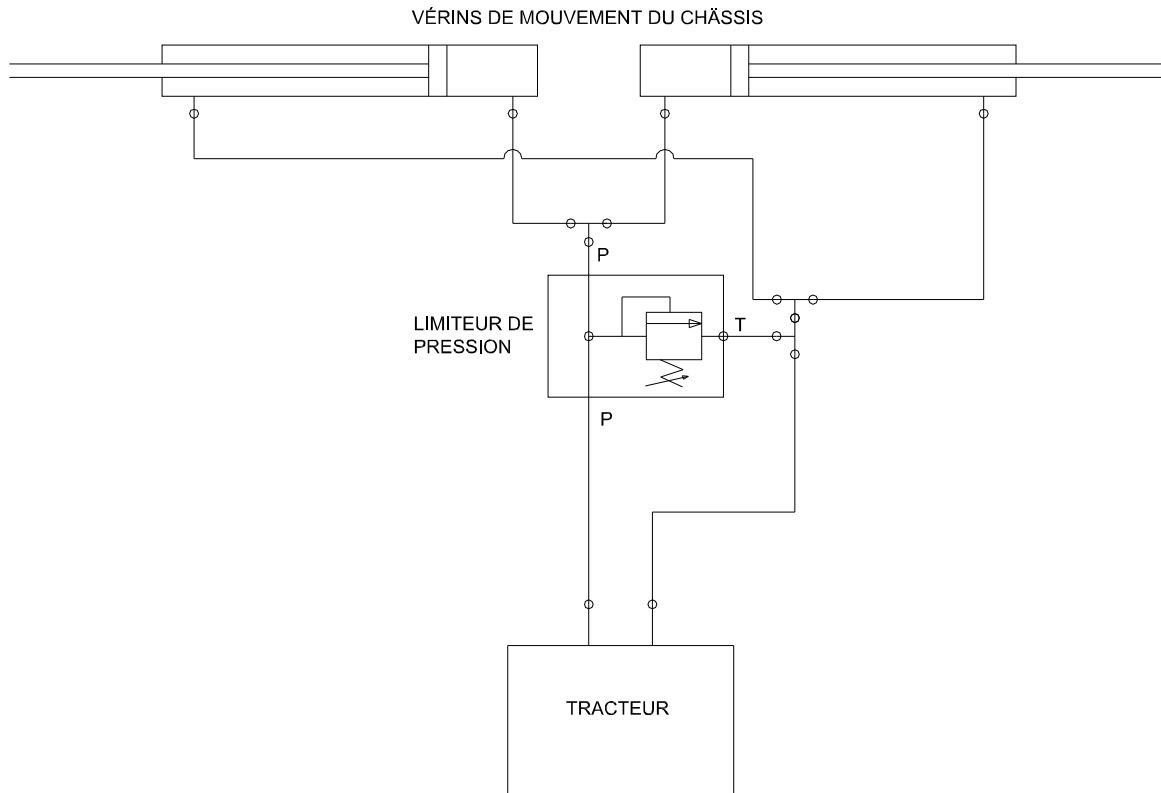 VÉRINS DE MOUVEMENT DU CHÄSSIS
P
LIMITEUR DE
PRESSION
T
P
TRACTEUR